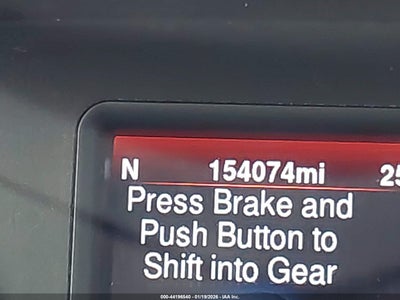 N 154074mi 25
Press Brake and
Push Button to
Shift into Gear
000-44196540 - 01/19/2026 - IAA Inc.